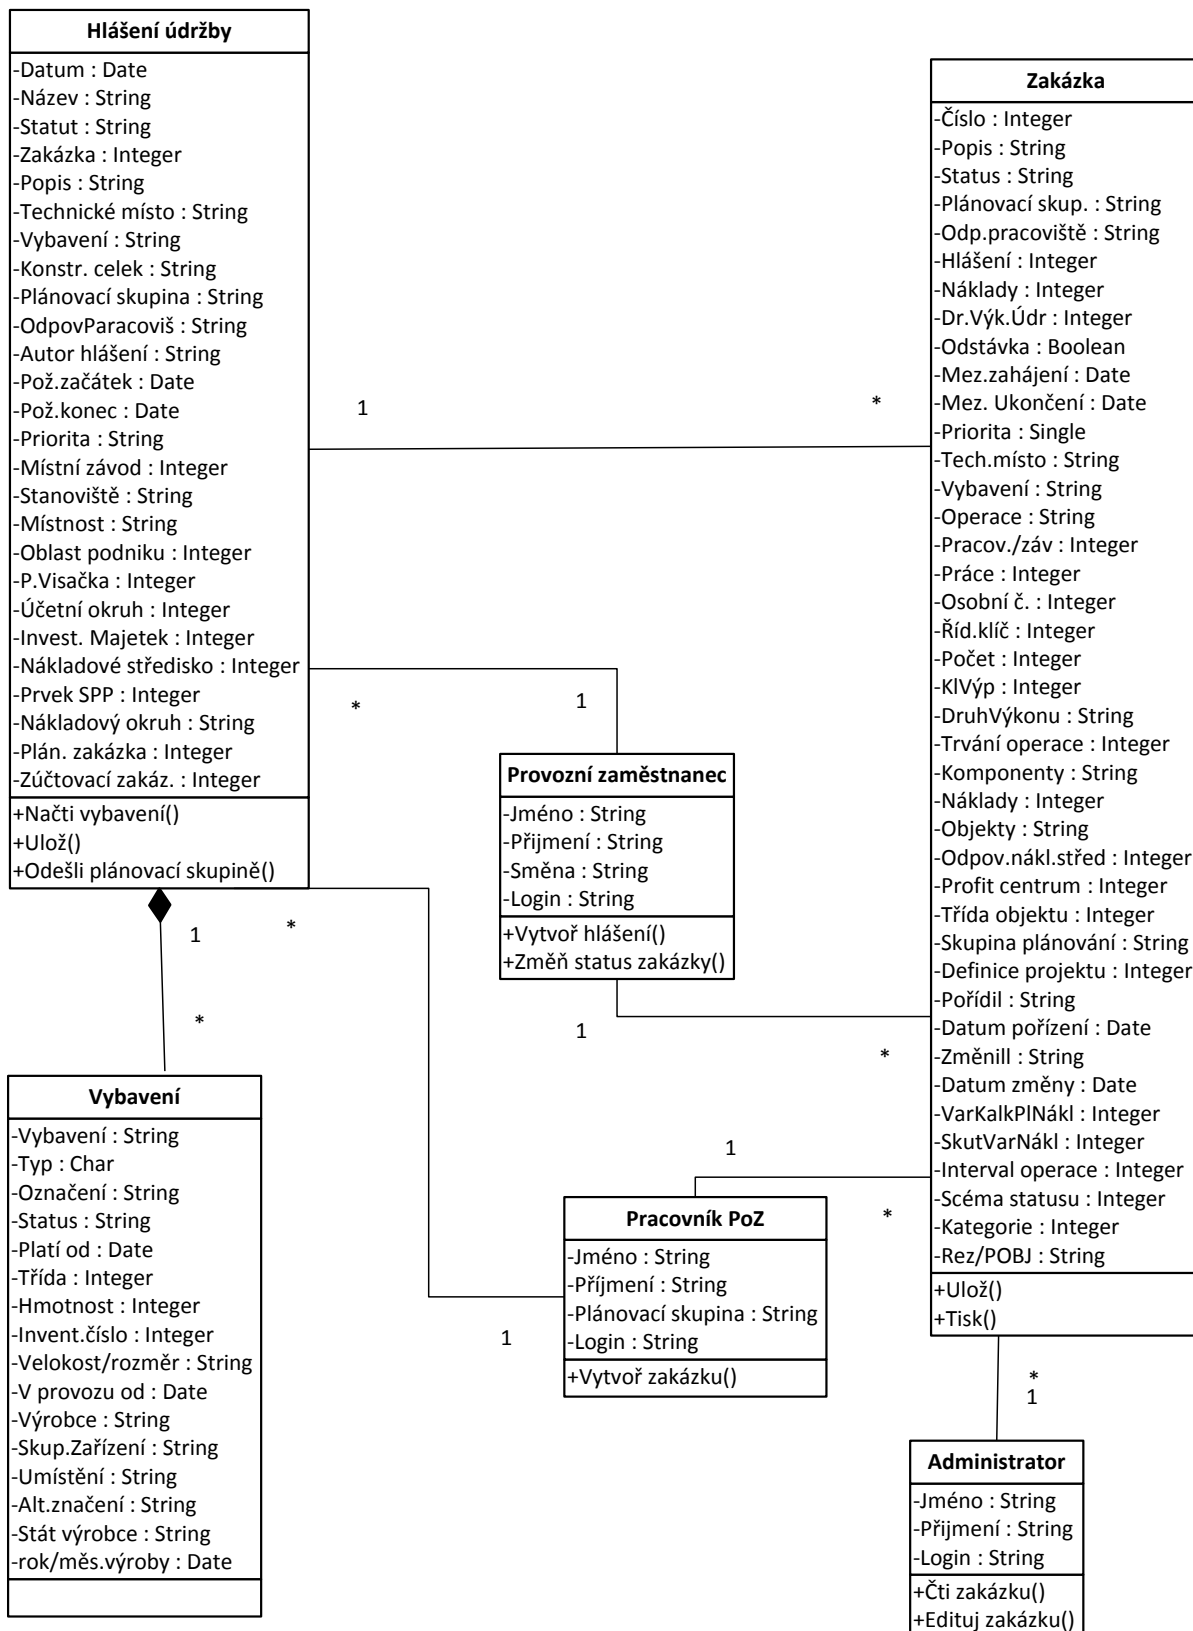 Hlášení údržby
-Datum : Date
-Název : String
-Statut : String
-Zakázka : Integer
-Popis : String
-Technické místo : String
-Vybavení : String
-Konstr. celek : String
-Plánovací skupina : String
-OdpovParacoviš : String
-Autor hlášení : String
-Pož.začátek : Date
-Pož.konec : Date
-Priorita : String
-Místní závod : Integer
-Stanoviště : String
-Místnost : String
-Oblast podniku : Integer
-P.Visačka : Integer
-Účetní okruh : Integer
-Invest. Majetek : Integer
-Nákladové středisko : Integer
-Prvek SPP : Integer
-Nákladový okruh : String
-Plán. zakázka : Integer
-Zúčtovací zakáz. : Integer
+Načti vybavení()
+Ulož()
+Odešli plánovací skupině()
Zakázka
-Číslo : Integer
-Popis : String
-Status : String
-Plánovací skup. : String
-Odp.pracoviště : String
-Hlášení : Integer
-Náklady : Integer
-Dr.Výk.Údr : Integer
-Odstávka : Boolean
-Mez.zahájení : Date
-Mez. Ukončení : Date
-Priorita : Single
-Tech.místo : String
-Vybavení : String
-Operace : String
-Pracov./záv : Integer
-Práce : Integer
-Osobní č. : Integer
-Říd.klíč : Integer
-Počet : Integer
-KlVýp : Integer
-DruhVýkonu : String
-Trvání operace : Integer
-Komponenty : String
-Náklady : Integer
-Objekty : String
-Odpov.nákl.střed : Integer
-Profit centrum : Integer
-Třída objektu : Integer
-Skupina plánování : String
-Definice projektu : Integer
-Pořídil : String
-Datum pořízení : Date
-Změnill : String
-Datum změny : Date
-VarKalkPlNákl : Integer
-SkutVarNákl : Integer
-Interval operace : Integer
-Scéma statusu : Integer
-Kategorie : Integer
-Rez/POBJ : String
+Ulož()
+Tisk()
1
*
*
1
Provozní zaměstnanec
-Jméno : String
-Přijmení : String
-Směna : String
-Login : String
+Vytvoř hlášení()
+Změň status zakázky()
1
*
1
*
*
Vybavení
-Vybavení : String
-Typ : Char
-Označení : String
-Status : String
-Platí od : Date
-Třída : Integer
-Hmotnost : Integer
-Invent.číslo : Integer
-Velokost/rozměr : String
-V provozu od : Date
-Výrobce : String
-Skup.Zařízení : String
-Umístění : String
-Alt.značení : String
-Stát výrobce : String
-rok/měs.výroby : Date
1
*
Pracovník PoZ
-Jméno : String
-Příjmení : String
-Plánovací skupina : String
-Login : String
+Vytvoř zakázku()
1
*
1
Administrator
-Jméno : String
-Přijmení : String
-Login : String
+Čti zakázku()
+Edituj zakázku()